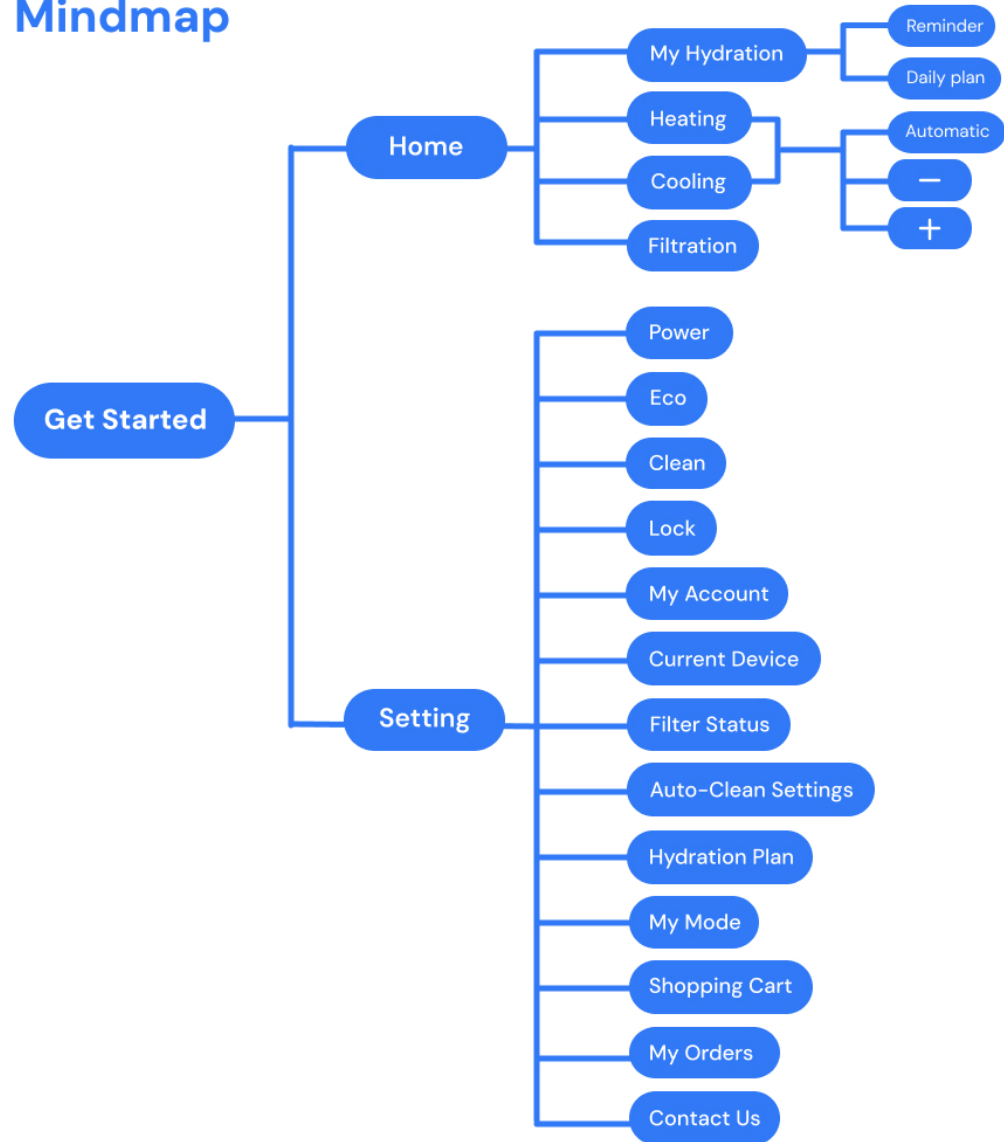 Mindmap
Get Started
Home
My Hydration
Reminder
Daily plan
Heating
Cooling
Automatic
−
+
Filtration
Setting
Power
Eco
Clean
Lock
My Account
Current Device
Filter Status
Auto-Clean Settings
Hydration Plan
My Mode
Shopping Cart
My Orders
Contact Us